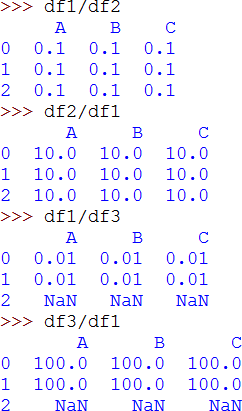 >>> df1/df2
     A    B    C
0  0.1  0.1  0.1
1  0.1  0.1  0.1
2  0.1  0.1  0.1
>>> df2/df1
      A     B     C
0  10.0  10.0  10.0
1  10.0  10.0  10.0
2  10.0  10.0  10.0
>>> df1/df3
      A     B     C
0  0.01  0.01  0.01
1  0.01  0.01  0.01
2   NaN   NaN   NaN
>>> df3/df1
       A      B      C
0  100.0  100.0  100.0
1  100.0  100.0  100.0
2    NaN    NaN    NaN